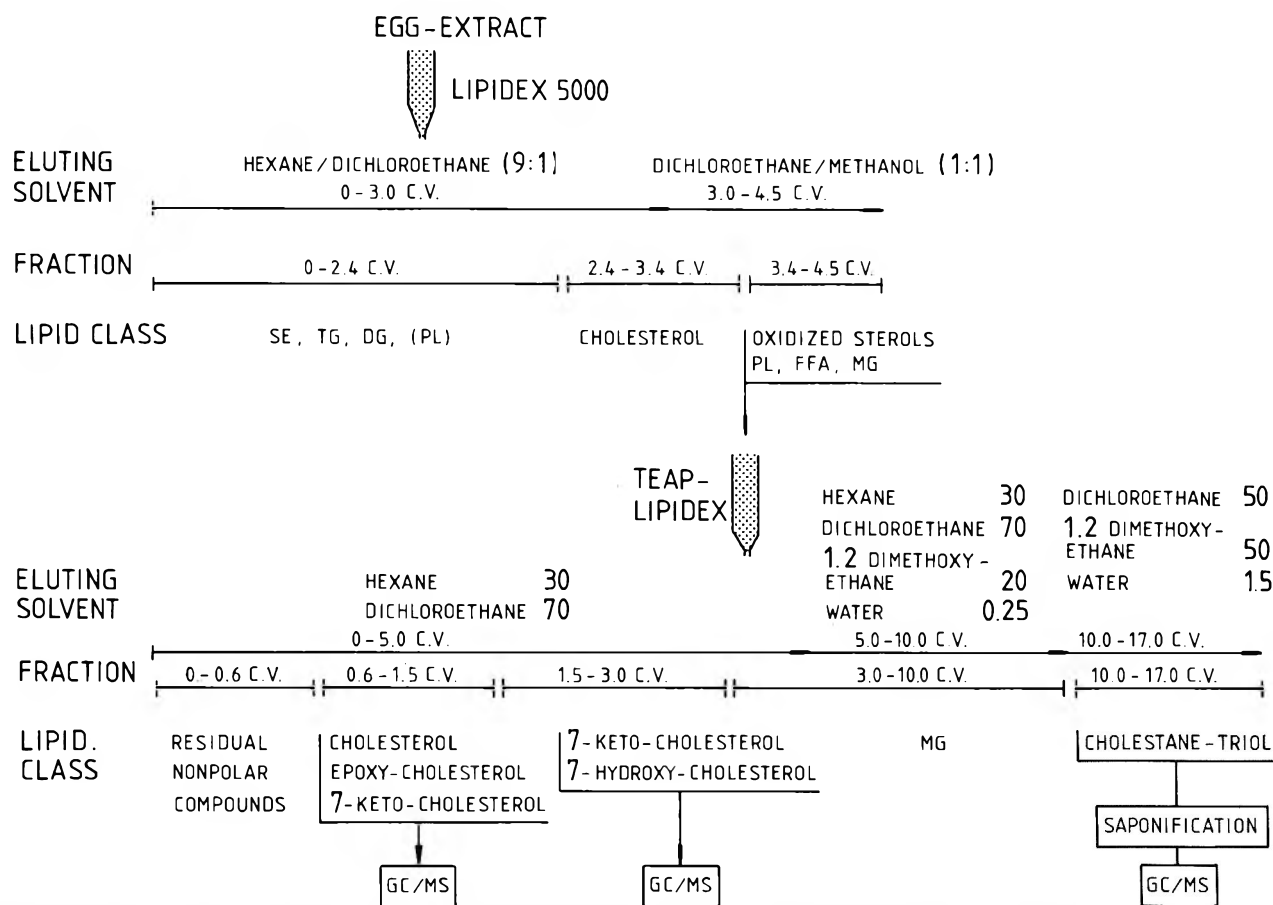 EGG-EXTRACT
LIPIDEX 5000
ELUTING
SOLVENT
HEXANE/DICHLOROETHANE (9:1)
0-3.0 C.V.
DICHLOROETHANE/METHANOL (1:1)
3.0-4.5 C.V.
FRACTION
0-2.4 C.V.
2.4-3.4 C.V.
3.4-4.5 C.V.
LIPID CLASS
SE, TG, DG, (PL)
CHOLESTEROL
OXIDIZED STEROLS
PL, FFA, MG
TEAP-
LIPIDEX
ELUTING
SOLVENT
HEXANE 30
DICHLOROETHANE 70
0-5.0 C.V.
HEXANE 30
DICHLOROETHANE 70
1.2 DIMETHOXY-
ETHANE 20
WATER 0.25
5.0-10.0 C.V.
DICHLOROETHANE 50
1.2 DIMETHOXY-
ETHANE 50
WATER 1.5
10.0-17.0 C.V.
FRACTION
0.-0.6 C.V.
0.6-1.5 C.V.
1.5-3.0 C.V.
3.0-10.0 C.V.
10.0-17.0 C.V.
LIPID.
CLASS
RESIDUAL
NONPOLAR
COMPOUNDS
CHOLESTEROL
EPOXY-CHOLESTEROL
7-KETO-CHOLESTEROL
GC/MS
7-KETO-CHOLESTEROL
7-HYDROXY-CHOLESTEROL
GC/MS
MG
CHOLESTANE-TRIOL
SAPONIFICATION
GC/MS